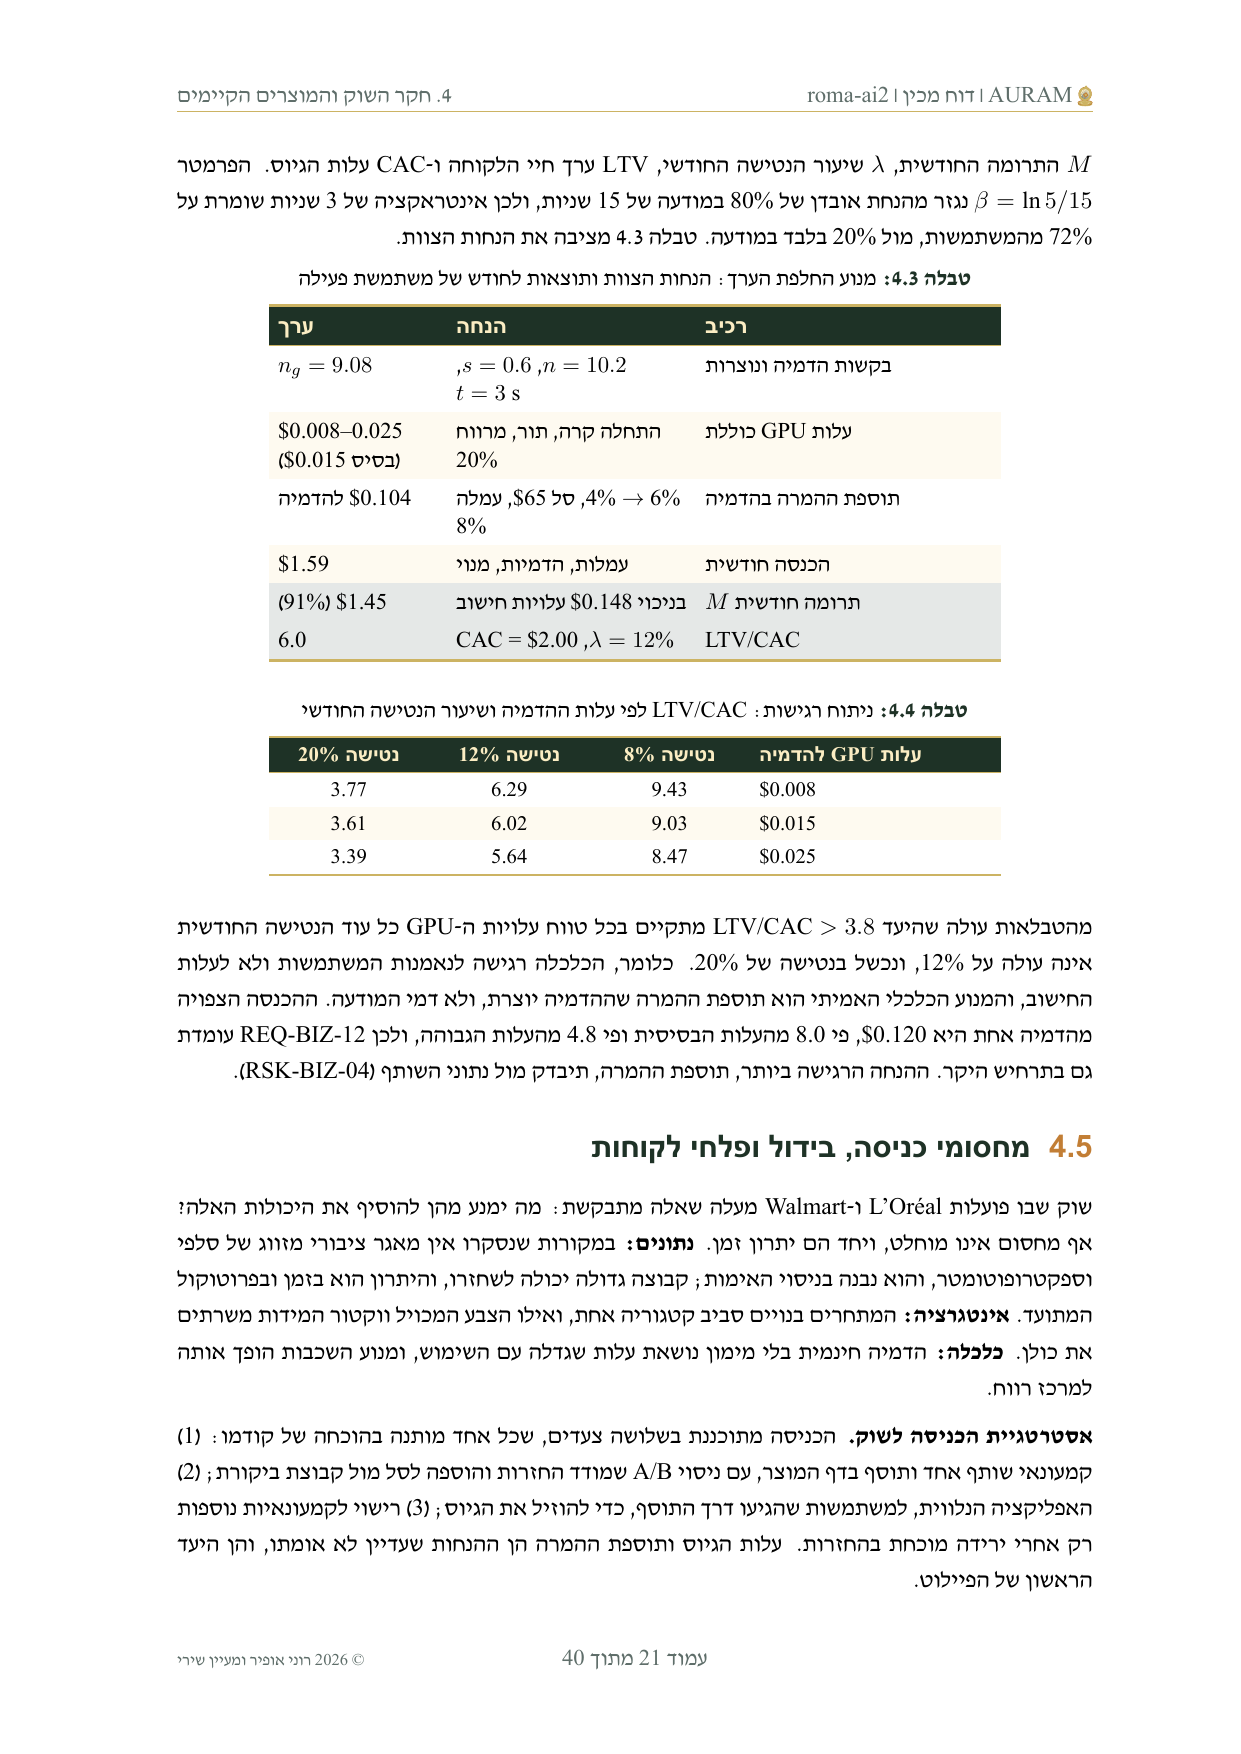 AURAM | דוח מכין | roma-ai2
4. חקר השוק והמוצרים הקיימים
M התרומה החודשית, λ שיעור הנטישה החודשי, LTV ערך חיי הלקוחה ו-CAC עלות הגיוס. הפרמטר
β = ln 5/15 נגזר מהנחת אובדן של 80% במודעה של 15 שניות, ולכן אינטראקציה של 3 שניות שומרת על
72% מהמשתמשות, מול 20% בלבד במודעה. טבלה 4.3 מציבה את הנחות הצוות.
טבלה 4.3: מנוע החלפת הערך: הנחות הצוות ותוצאות לחודש של משתמשת פעילה
רכיב הנחה ערך
בקשות הדמיה ונוצרות n = 10.2, s = 0.6, n_g = 9.08
t = 3 s
עלות GPU כוללת התחלה קרה, תור, מרווח $0.008–0.025
20% (בסיס $0.015)
תוספת ההמרה בהדמיה 4% → 6%, סל $65, עמלה $0.104 להדמיה
8%
הכנסה חודשית עמלות, הדמיות, מנוי $1.59
תרומה חודשית M בניכוי $0.148 עלויות חישוב $1.45 (91%)
LTV/CAC CAC = $2.00, λ = 12% 6.0
טבלה 4.4: ניתוח רגישות: LTV/CAC לפי עלות ההדמיה ושיעור הנטישה החודשי
עלות GPU להדמיה נטישה 8% נטישה 12% נטישה 20%
$0.008 9.43 6.29 3.77
$0.015 9.03 6.02 3.61
$0.025 8.47 5.64 3.39
מהטבלאות עולה שהיעד LTV/CAC > 3.8 מתקיים בכל טווח עלויות ה-GPU כל עוד הנטישה החודשית
אינה עולה על 12%, ונכשל בנטישה של 20%. כלומר, הכלכלה רגישה לנאמנות המשתמשות ולא לעלות
החישוב, והמנוע הכלכלי האמיתי הוא תוספת ההמרה שההדמיה יוצרת, ולא דמי המודעה. ההכנסה הצפויה
מהדמיה אחת היא $0.120, פי 8.0 מהעלות הבסיסית ופי 4.8 מהעלות הגבוהה, ולכן REQ-BIZ-12 עומדת
גם בתרחיש היקר. ההנחה הרגישה ביותר, תוספת ההמרה, תיבדק מול נתוני השותף (RSK-BIZ-04).
4.5 מחסומי כניסה, בידול ופלחי לקוחות
שוק שבו פועלות L'Oréal ו-Walmart מעלה שאלה מתבקשת: מה ימנע מהן להוסיף את היכולות האלה?
אף מחסום אינו מוחלט, ויחד הם יתרון זמן. נתונים: במקורות שנסקרו אין מאגר ציבורי מזווג של סלפי
וספקטרופוטומטר, והוא נבנה בניסוי האימות; קבוצה גדולה יכולה לשחזרו, והיתרון הוא בזמן ובפרוטוקול
המתועד. אינטגרציה: המתחרים בנויים סביב קטגוריה אחת, ואילו הצבע המכויל ווקטור המידות משרתים
את כולן. כלכלה: הדמיה חינמית בלי מימון נושאת עלות שגדלה עם השימוש, ומנוע השכבות הופך אותה
למרכז רווח.
אסטרטגיית הכניסה לשוק. הכניסה מתוכננת בשלושה צעדים, שכל אחד מותנה בהוכחה של קודמו: (1)
קמעונאי שותף אחד ותוסף בדף המוצר, עם ניסוי A/B שמודד החזרות והוספה לסל מול קבוצת ביקורת; (2)
האפליקציה הנלווית, למשתמשות שהגיעו דרך התוסף, כדי להוזיל את הגיוס; (3) רישוי לקמעונאיות נוספות
רק אחרי ירידה מוכחת בהחזרות. עלות הגיוס ותוספת ההמרה הן ההנחות שעדיין לא אומתו, והן היעד
הראשון של הפיילוט.
עמוד 21 מתוך 40
© 2026 רוני אופיר ומעיין שירי